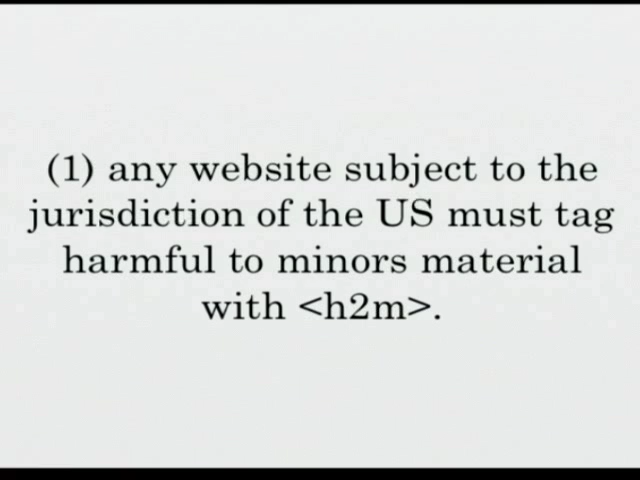 (1) any website subject to the
jurisdiction of the US must tag
harmful to minors material
with <h2m>.